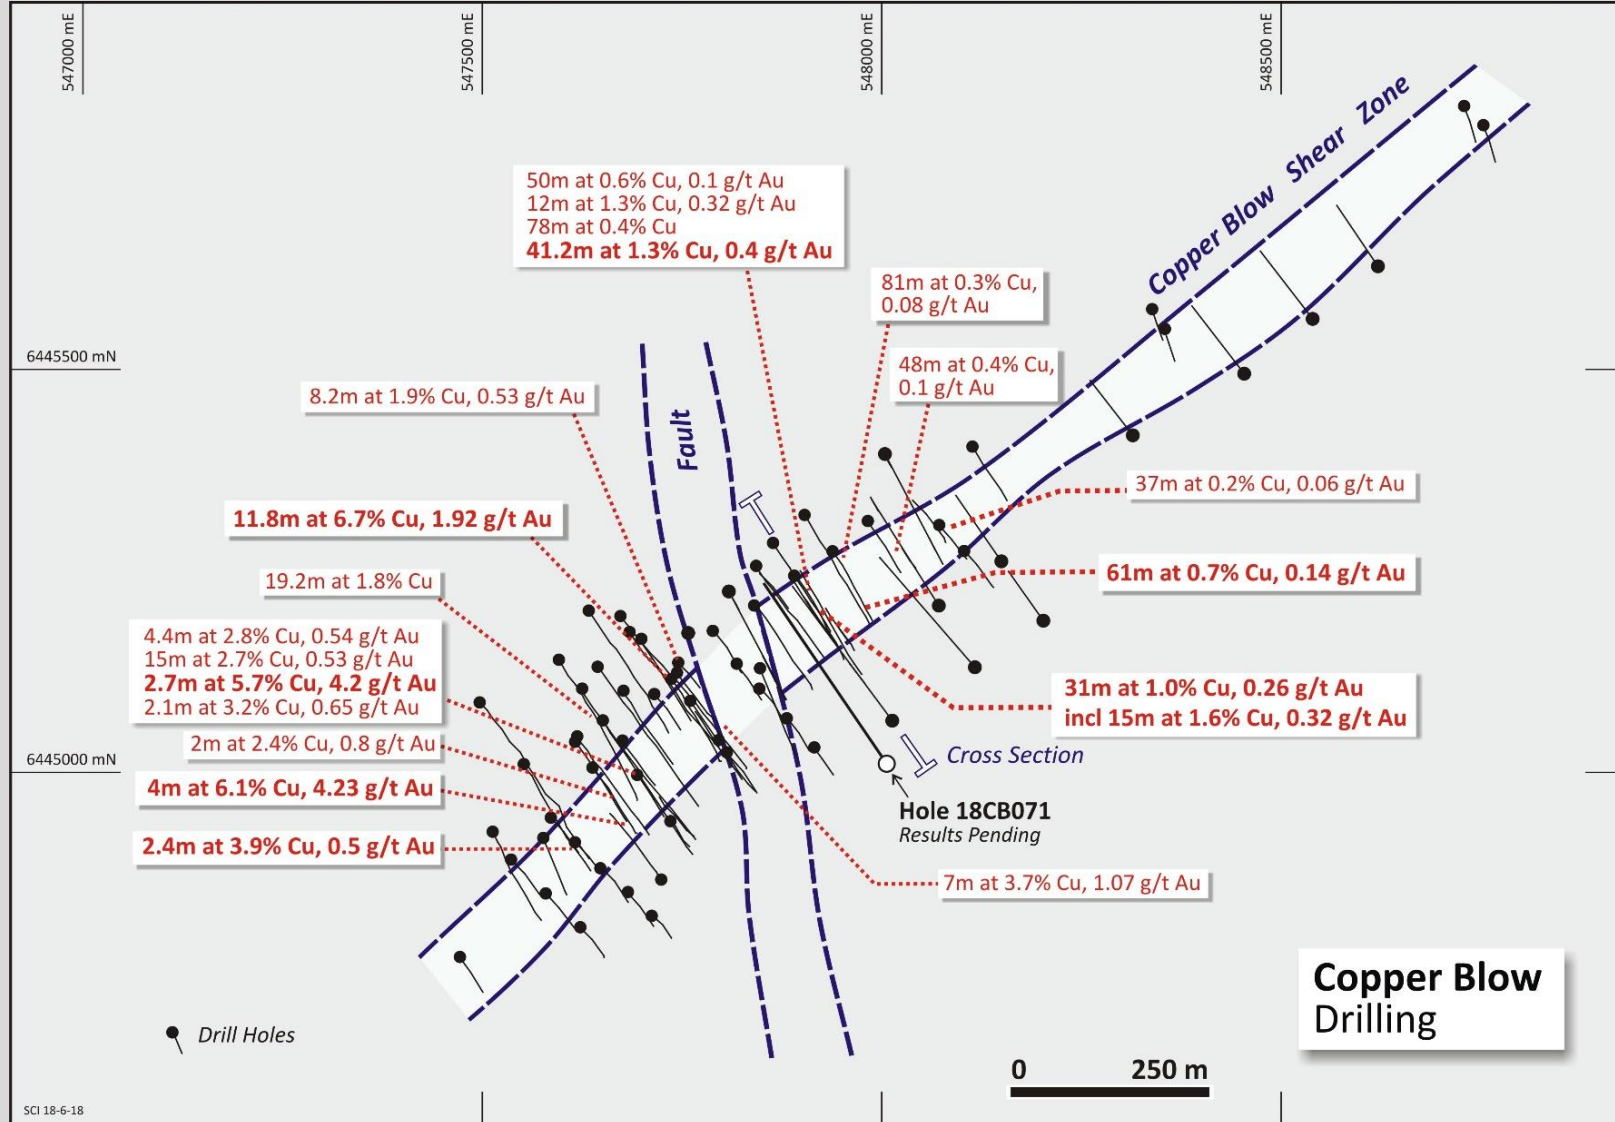 547000 mE
547500 mE
548000 mE
548500 mE
Copper Blow Shear Zone
50m at 0.6% Cu, 0.1 g/t Au
12m at 1.3% Cu, 0.32 g/t Au
78m at 0.4% Cu
41.2m at 1.3% Cu, 0.4 g/t Au
81m at 0.3% Cu,
0.08 g/t Au
6445500 mN
48m at 0.4% Cu,
0.1 g/t Au
8.2m at 1.9% Cu, 0.53 g/t Au
Fault
37m at 0.2% Cu, 0.06 g/t Au
11.8m at 6.7% Cu, 1.92 g/t Au
61m at 0.7% Cu, 0.14 g/t Au
19.2m at 1.8% Cu
4.4m at 2.8% Cu, 0.54 g/t Au
15m at 2.7% Cu, 0.53 g/t Au
2.7m at 5.7% Cu, 4.2 g/t Au
2.1m at 3.2% Cu, 0.65 g/t Au
31m at 1.0% Cu, 0.26 g/t Au
incl 15m at 1.6% Cu, 0.32 g/t Au
2m at 2.4% Cu, 0.8 g/t Au
Cross Section
6445000 mN
4m at 6.1% Cu, 4.23 g/t Au
Hole 18CB071
Results Pending
2.4m at 3.9% Cu, 0.5 g/t Au
7m at 3.7% Cu, 1.07 g/t Au
Copper Blow
Drilling
Drill Holes
0 250 m
SCI 18-6-18